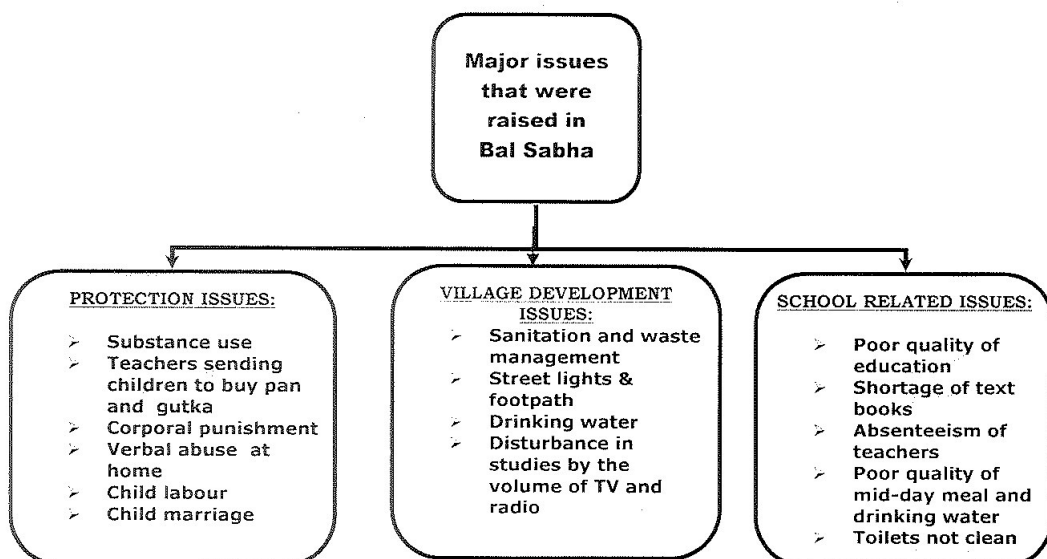 Major issues
that were
raised in
Bal Sabha
PROTECTION ISSUES:
➢ Substance use
➢ Teachers sending
children to buy pan
and gutka
➢ Corporal punishment
➢ Verbal abuse at
home
➢ Child labour
➢ Child marriage
VILLAGE DEVELOPMENT
ISSUES:
➢ Sanitation and waste
management
➢ Street lights &
footpath
➢ Drinking water
➢ Disturbance in
studies by the
volume of TV and
radio
SCHOOL RELATED ISSUES:
➢ Poor quality of
education
➢ Shortage of text
books
➢ Absenteeism of
teachers
➢ Poor quality of
mid-day meal and
drinking water
➢ Toilets not clean